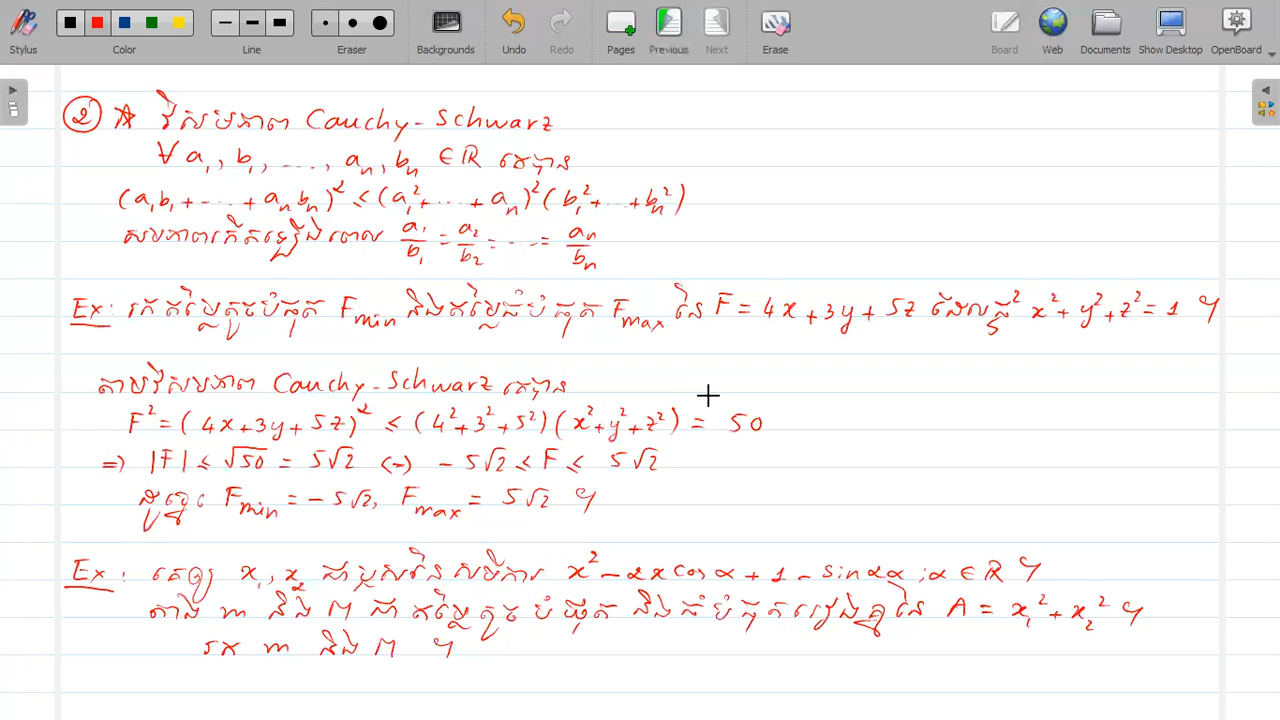 Stylus Color Line Eraser Backgrounds Undo Redo Pages Previous Next Erase Board Web Documents Show Desktop OpenBoard
② ☆ វិសមភាព Cauchy-Schwarz
∀ a₁, b₁, ....., aₙ, bₙ ∈ ℝ គេបាន
(a₁b₁ + ..... + aₙbₙ)² ≤ (a₁² + .... + aₙ)² (b₁² + ... + bₙ²)
សមភាពកើតឡើងពេល a₁/b₁ = a₂/b₂ = .... = aₙ/bₙ
Ex: រកតម្លៃតូចបំផុត Fmin និងតម្លៃធំបំផុត Fmax នៃ F = 4x + 3y + 5z ដែល x² + y² + z² = 1 ។
តាមវិសមភាព Cauchy-Schwarz គេបាន
F² = (4x + 3y + 5z)² ≤ (4² + 3² + 5²)(x² + y² + z²) = 50
⇒ |F| ≤ √50 = 5√2 ↔ -5√2 ≤ F ≤ 5√2
ដូចនេះ Fmin = -5√2, Fmax = 5√2 ។
Ex: គេឲ្យ x₁, x₂ ជាឫសនៃសមីការ x² - 2x cos α + 1 - sin 2α ; α ∈ ℝ ។
តាង m និង M ជាតម្លៃតូចបំផុត និងធំបំផុតរៀងគ្នានៃ A = x₁² + x₂² ។
រក m និង M ។